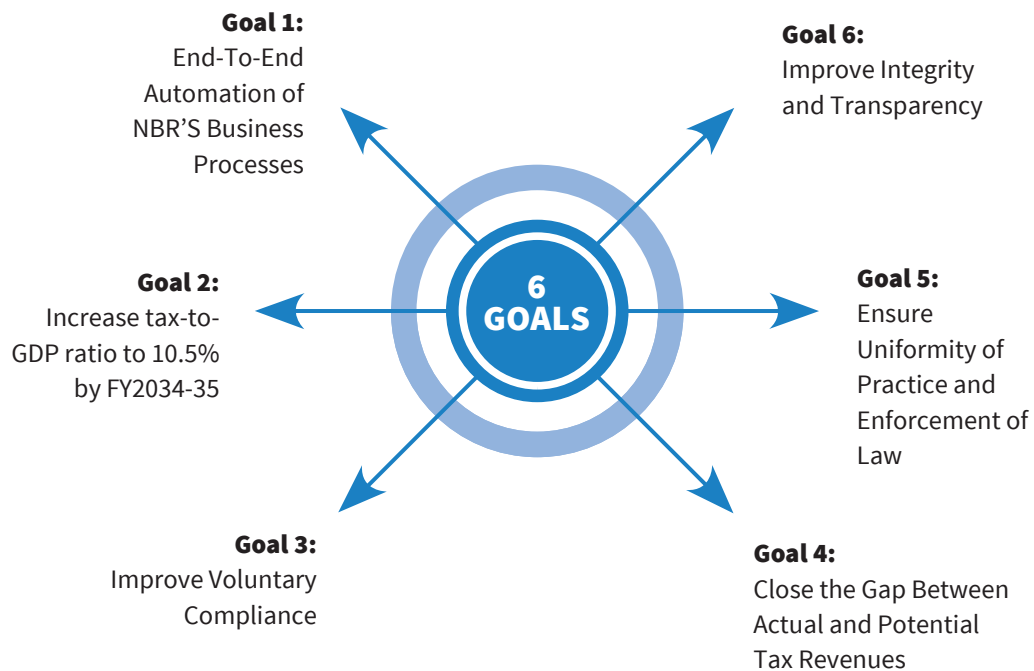 Goal 1:
End-To-End
Automation of
NBR’S Business
Processes
Goal 2:
Increase tax-to-
GDP ratio to 10.5%
by FY2034-35
Goal 3:
Improve Voluntary
Compliance
6
GOALS
Goal 6:
Improve Integrity
and Transparency
Goal 5:
Ensure
Uniformity of
Practice and
Enforcement of
Law
Goal 4:
Close the Gap Between
Actual and Potential
Tax Revenues